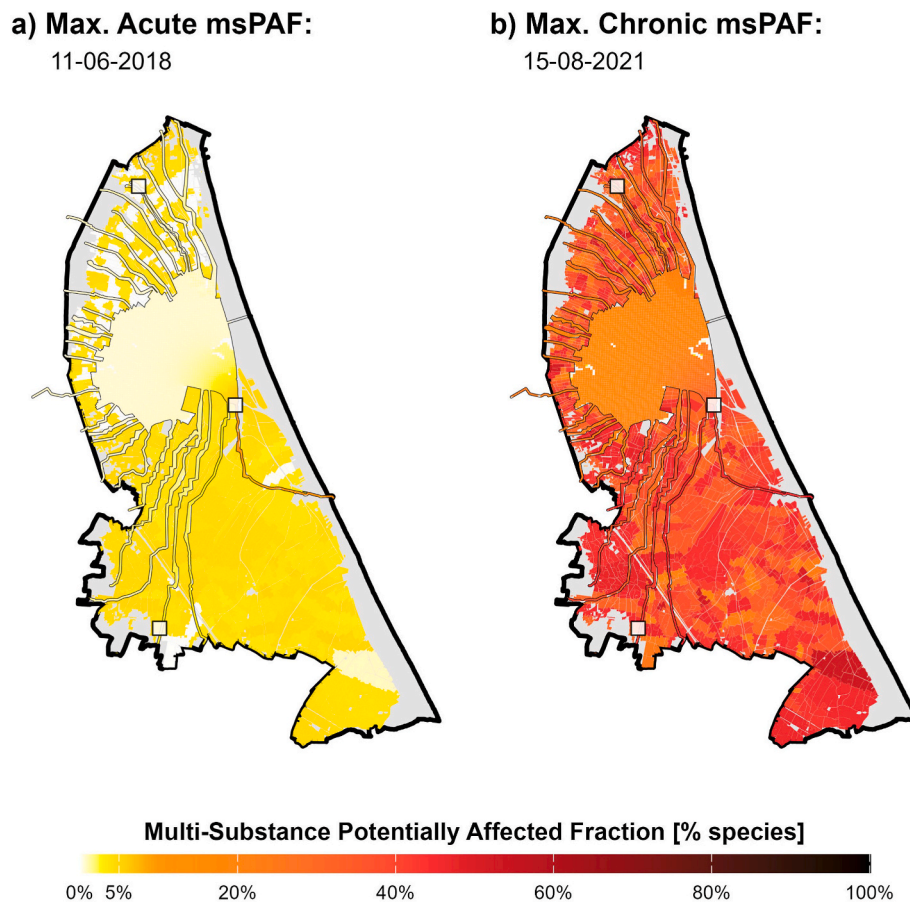 a) Max. Acute msPAF:
11-06-2018
b) Max. Chronic msPAF:
15-08-2021
Multi-Substance Potentially Affected Fraction [% species]
0% 5% 20% 40% 60% 80% 100%